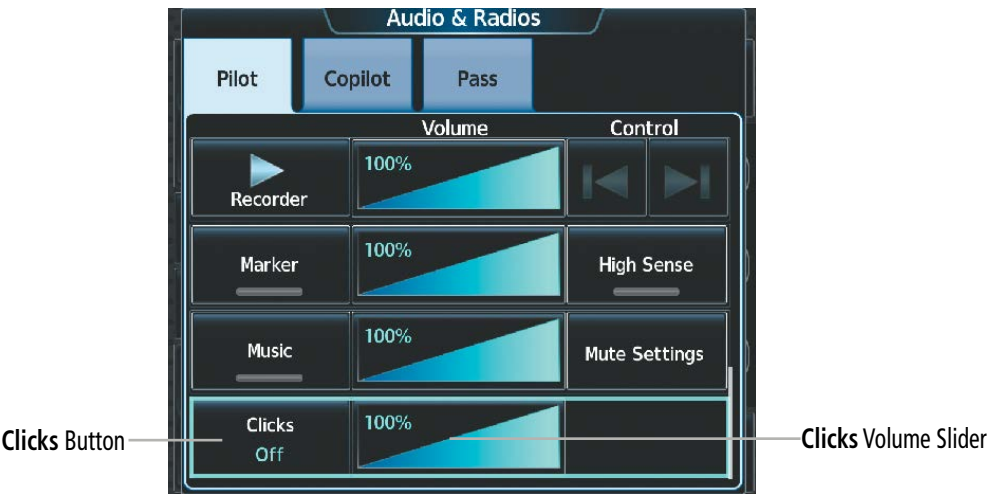 Audio & Radios
Pilot Copilot Pass
Volume Control
100%
Recorder
100%
Marker High Sense
100%
Music Mute Settings
Clicks 100%
Off
Clicks Button
Clicks Volume Slider